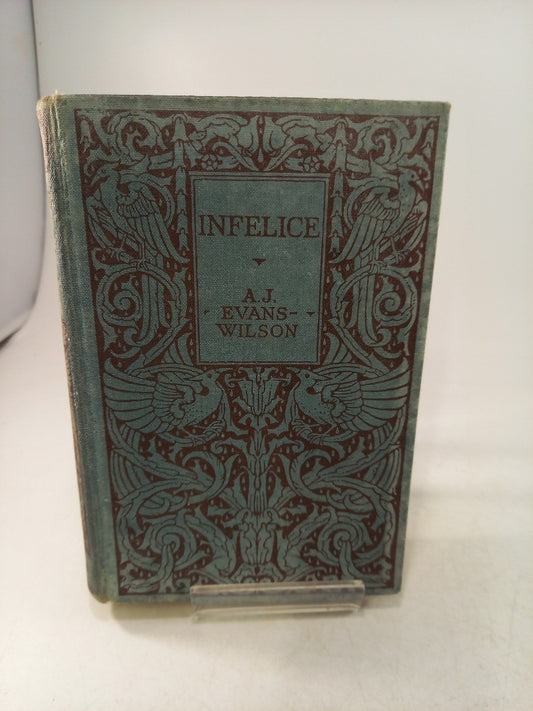 INFELICE
A.J.
EVANS-
WILSON